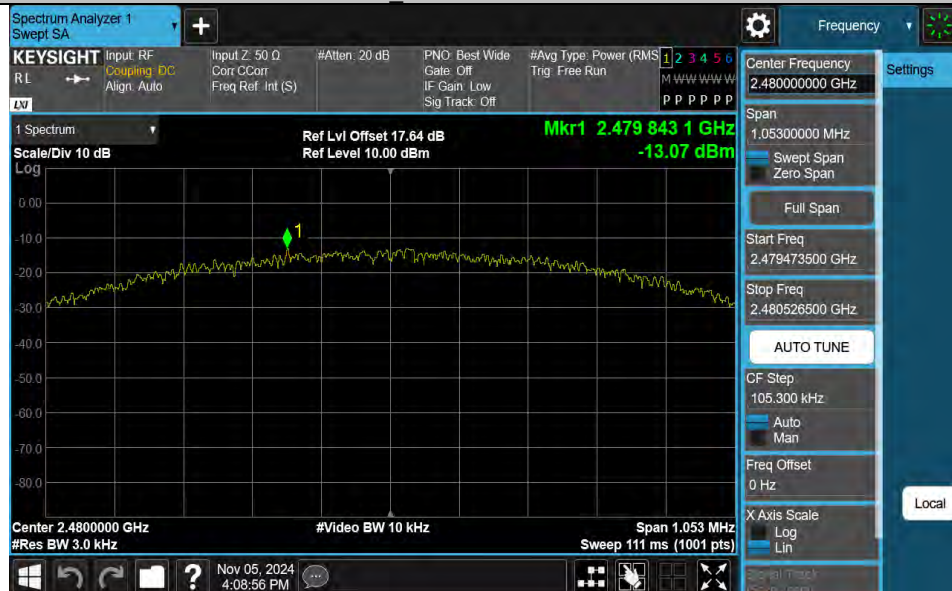 Spectrum Analyzer 1
Swept SA
Frequency
KEYSIGHT
RL
LXI
Input: RF
Coupling: DC
Align: Auto
Input Z: 50 Ω
Corr CCorr
Freq Ref: Int (S)
#Atten: 20 dB
PNO: Best Wide
Gate: Off
IF Gain: Low
Sig Track: Off
#Avg Type: Power (RMS
Trig: Free Run
1 2 3 4 5 6
M W W W W W
P P P P P P
1 Spectrum
Scale/Div 10 dB
Ref Lvl Offset 17.64 dB
Ref Level 10.00 dBm
Mkr1 2.479 843 1 GHz
-13.07 dBm
Log
0.00
-10.0
-20.0
-30.0
-40.0
-50.0
-60.0
-70.0
-80.0
1
Center 2.4800000 GHz
#Res BW 3.0 kHz
#Video BW 10 kHz
Span 1.053 MHz
Sweep 111 ms (1001 pts)
Nov 05, 2024
4:08:56 PM
Center Frequency
2.480000000 GHz
Span
1.05300000 MHz
Swept Span
Zero Span
Full Span
Start Freq
2.479473500 GHz
Stop Freq
2.480526500 GHz
AUTO TUNE
CF Step
105.300 kHz
Auto
Man
Freq Offset
0 Hz
X Axis Scale
Log
Lin
Signal Track
Settings
Local